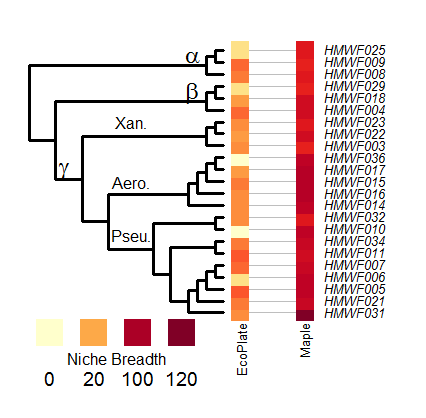 α
HMWF025
HMWF009
HMWF008
β
HMWF029
HMWF018
HMWF004
Xan.
HMWF023
HMWF022
HMWF003
γ
HMWF036
HMWF017
Aero.
HMWF015
HMWF016
HMWF014
HMWF032
Pseu.
HMWF010
HMWF034
HMWF011
HMWF007
HMWF006
HMWF005
HMWF021
HMWF031
Niche Breadth
0 20 100 120
EcoPlate
Maple